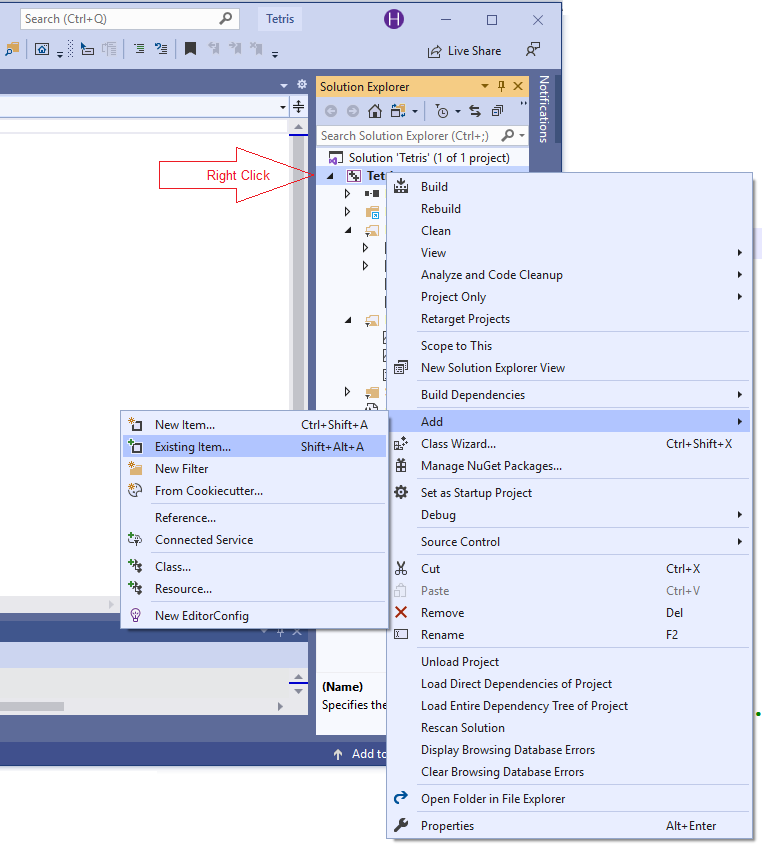 Search (Ctrl+Q)
Tetris
H
Live Share
Solution Explorer
Notifications
Search Solution Explorer (Ctrl+;)
Solution 'Tetris' (1 of 1 project)
Right Click
Build
Rebuild
Clean
View
Analyze and Code Cleanup
Project Only
Retarget Projects
Scope to This
New Solution Explorer View
Build Dependencies
Add
Class Wizard... Ctrl+Shift+X
Manage NuGet Packages...
Set as Startup Project
Debug
Source Control
Cut Ctrl+X
Paste Ctrl+V
Remove Del
Rename F2
Unload Project
Load Direct Dependencies of Project
Load Entire Dependency Tree of Project
Rescan Solution
Display Browsing Database Errors
Clear Browsing Database Errors
Open Folder in File Explorer
Properties Alt+Enter
New Item... Ctrl+Shift+A
Existing Item... Shift+Alt+A
New Filter
From Cookiecutter...
Reference...
Connected Service
Class...
Resource...
New EditorConfig
(Name)
Specifies the
Add to